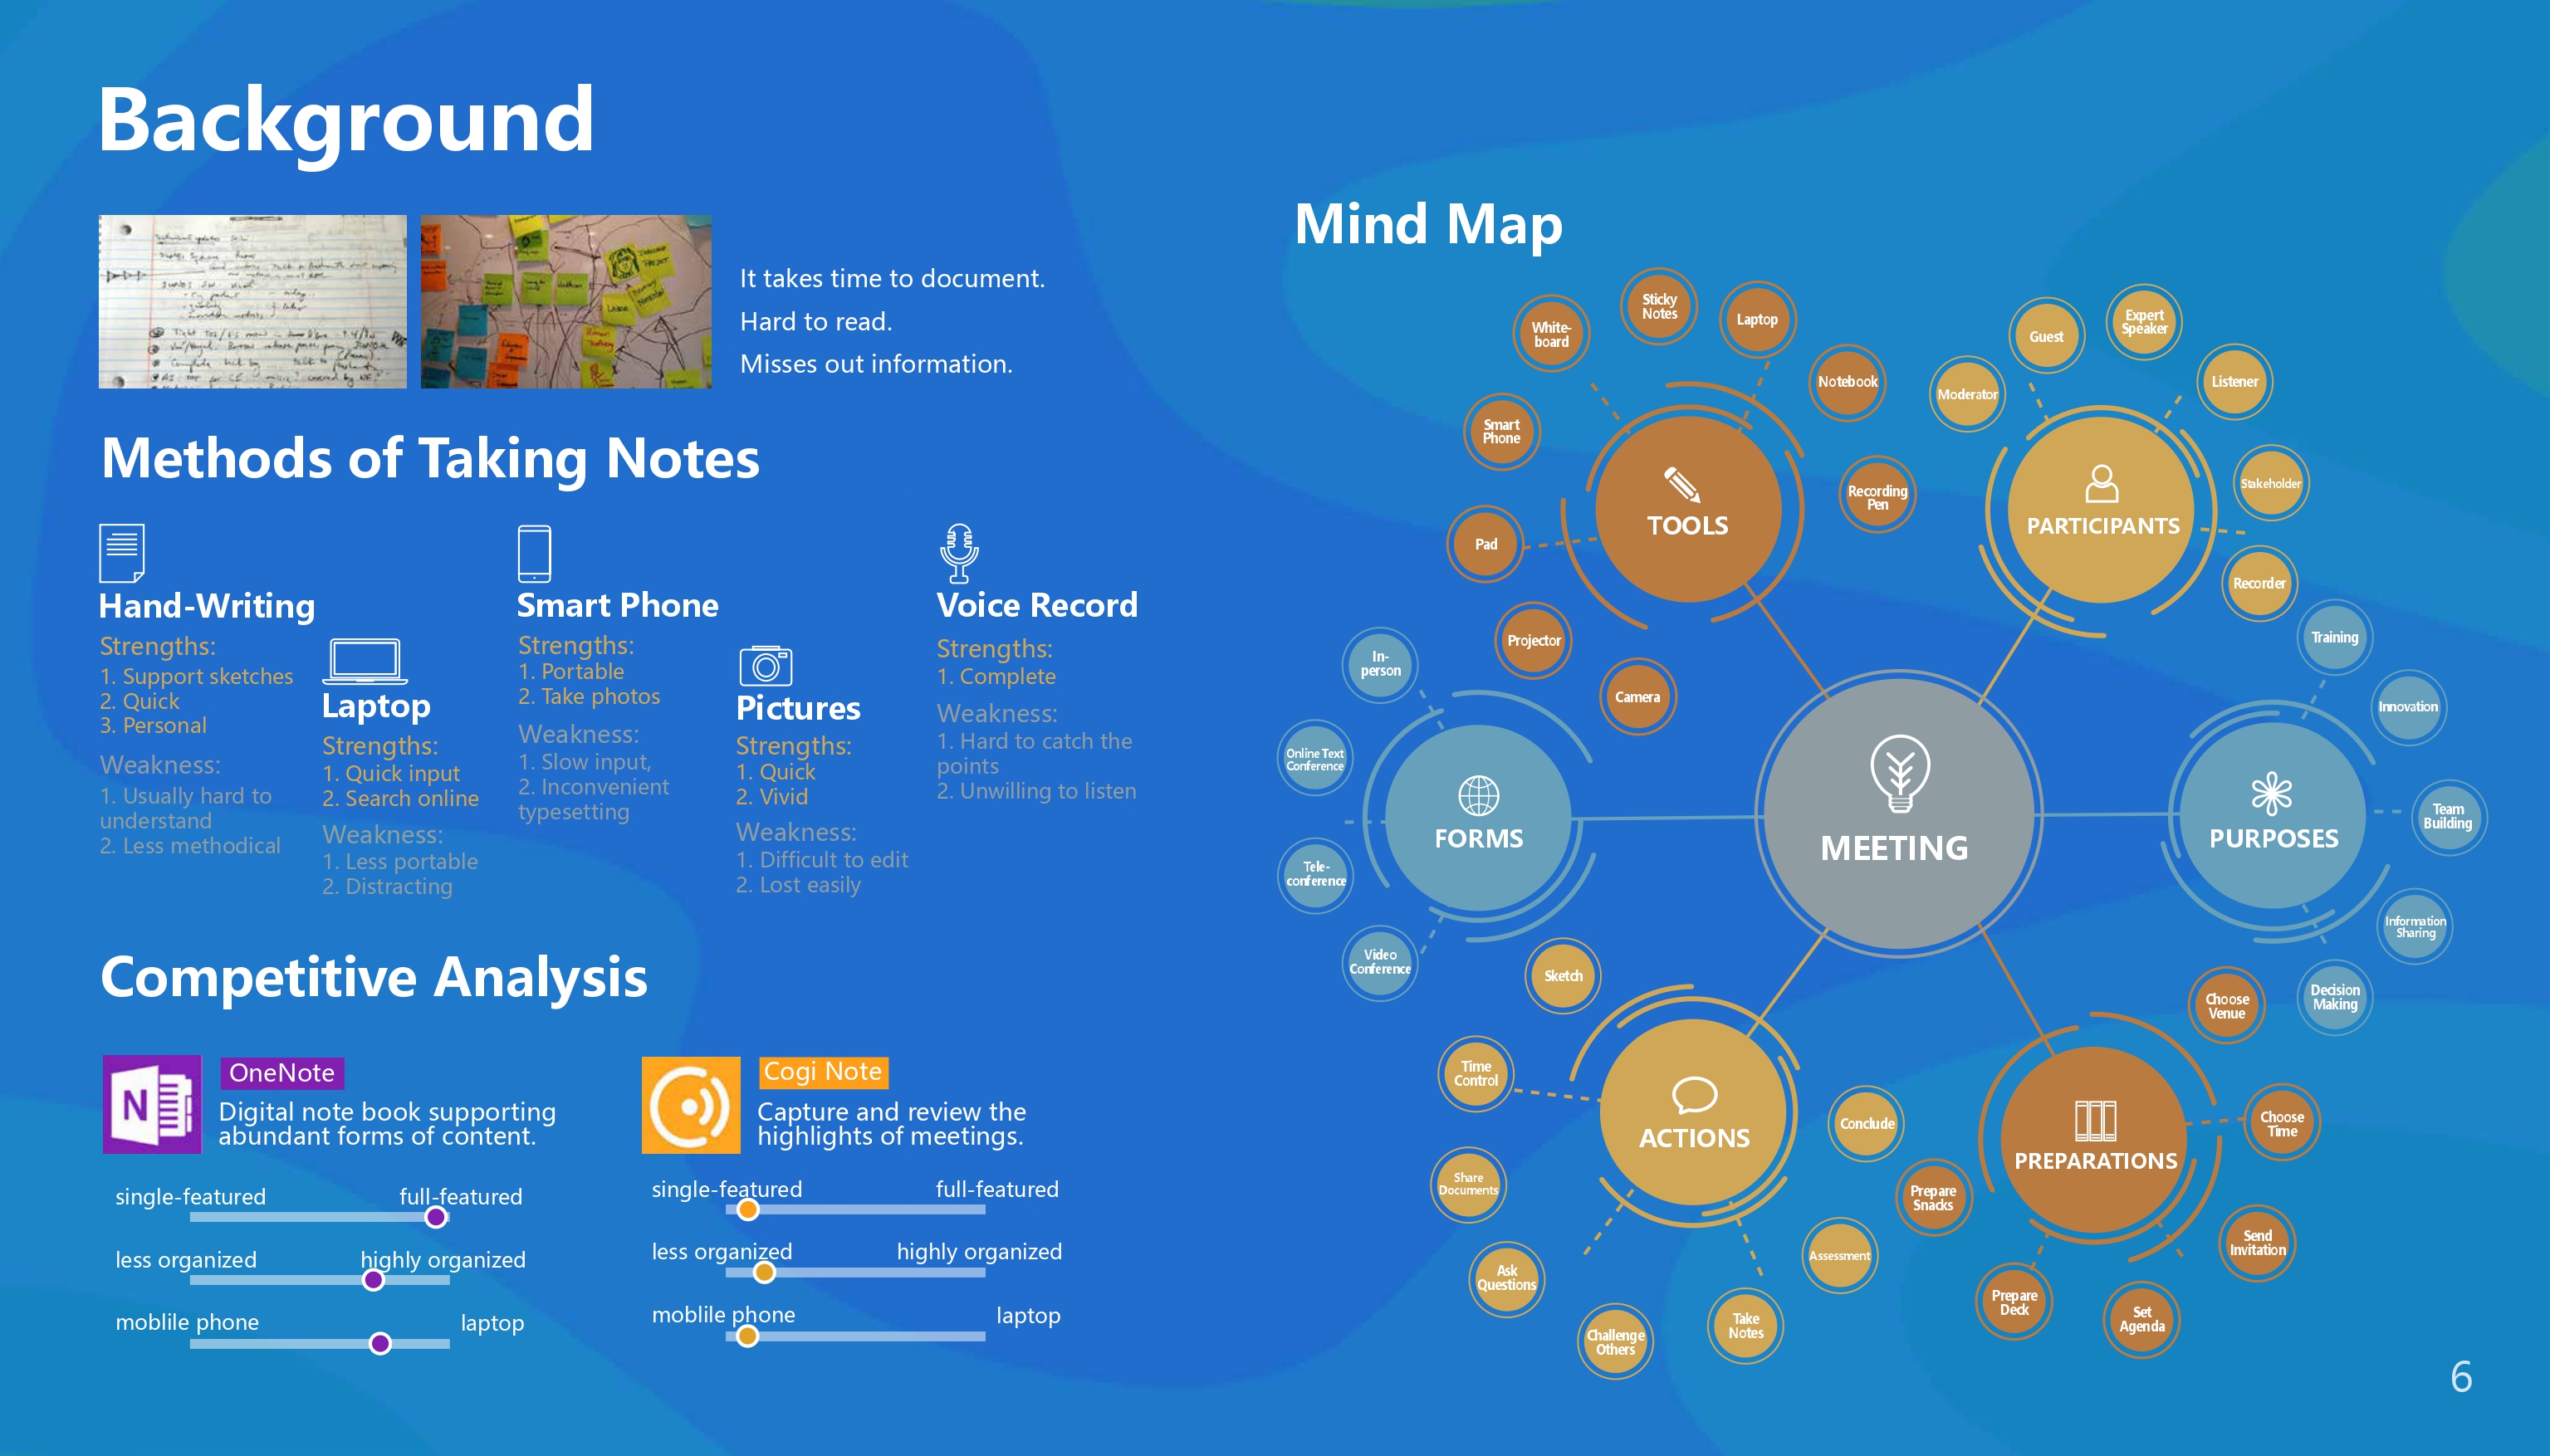 Background
It takes time to document.
Hard to read.
Misses out information.
Methods of Taking Notes
Hand-Writing
Strengths:
1. Support sketches
2. Quick
3. Personal
Weakness:
1. Usually hard to
understand
2. Less methodical
Laptop
Strengths:
1. Quick input
2. Search online
Weakness:
1. Less portable
2. Distracting
Smart Phone
Strengths:
1. Portable
2. Take photos
Weakness:
1. Slow input,
2. Inconvenient
typesetting
Pictures
Strengths:
1. Quick
2. Vivid
Weakness:
1. Difficult to edit
2. Lost easily
Voice Record
Strengths:
1. Complete
Weakness:
1. Hard to catch the
points
2. Unwilling to listen
Competitive Analysis
N
OneNote
Digital note book supporting
abundant forms of content.
single-featured full-featured
less organized highly organized
moblile phone laptop
Cogi Note
Capture and review the
highlights of meetings.
single-featured full-featured
less organized highly organized
moblile phone laptop
Mind Map
MEETING
TOOLS
Pad
Smart
Phone
White-
board
Sticky
Notes
Laptop
Notebook
Recording
Pen
Projector
Camera
PARTICIPANTS
Moderator
Guest
Expert
Speaker
Listener
Stakeholder
Recorder
FORMS
In-
person
Online Text
Conference
Tele-
conference
Video
Conference
PURPOSES
Training
Innovation
Team
Building
Information
Sharing
Decision
Making
ACTIONS
Sketch
Time
Control
Share
Documents
Ask
Questions
Challenge
Others
Take
Notes
Assessment
Conclude
PREPARATIONS
Choose
Venue
Choose
Time
Send
Invitation
Set
Agenda
Prepare
Deck
Prepare
Snacks
6